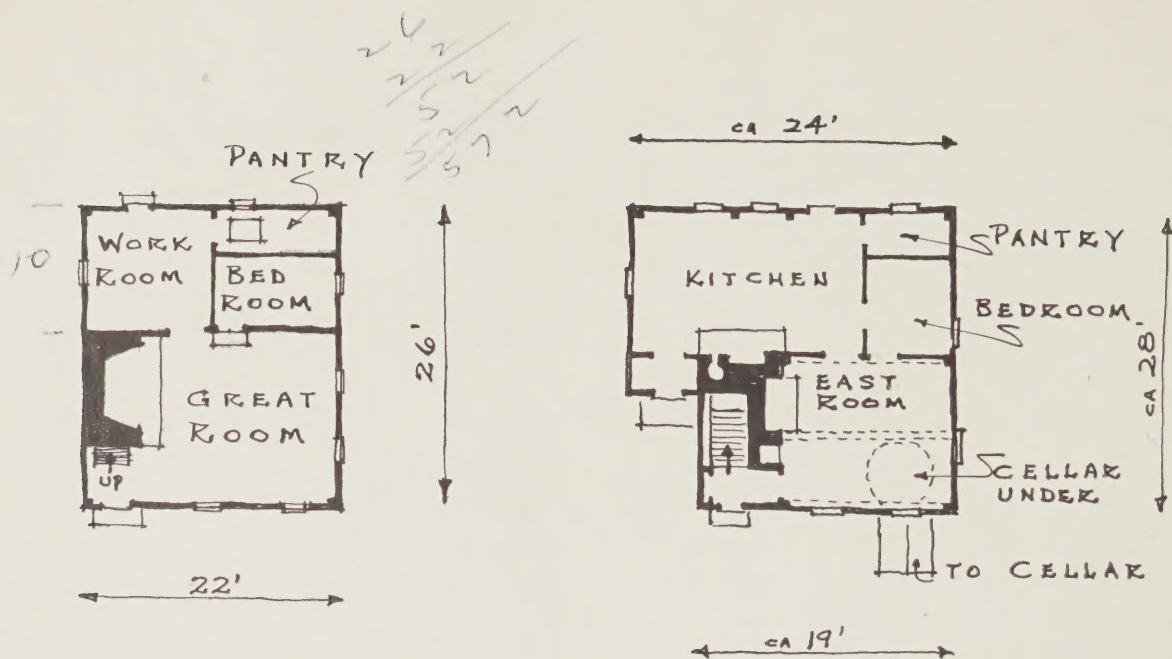 PANTRY
WORK
ROOM
BED
ROOM
GREAT
ROOM
UP
10
26'
22'
ca 24'
PANTRY
KITCHEN
BEDROOM
EAST
ROOM
CELLAR
UNDER
TO CELLAR
ca 28'
ca 19'